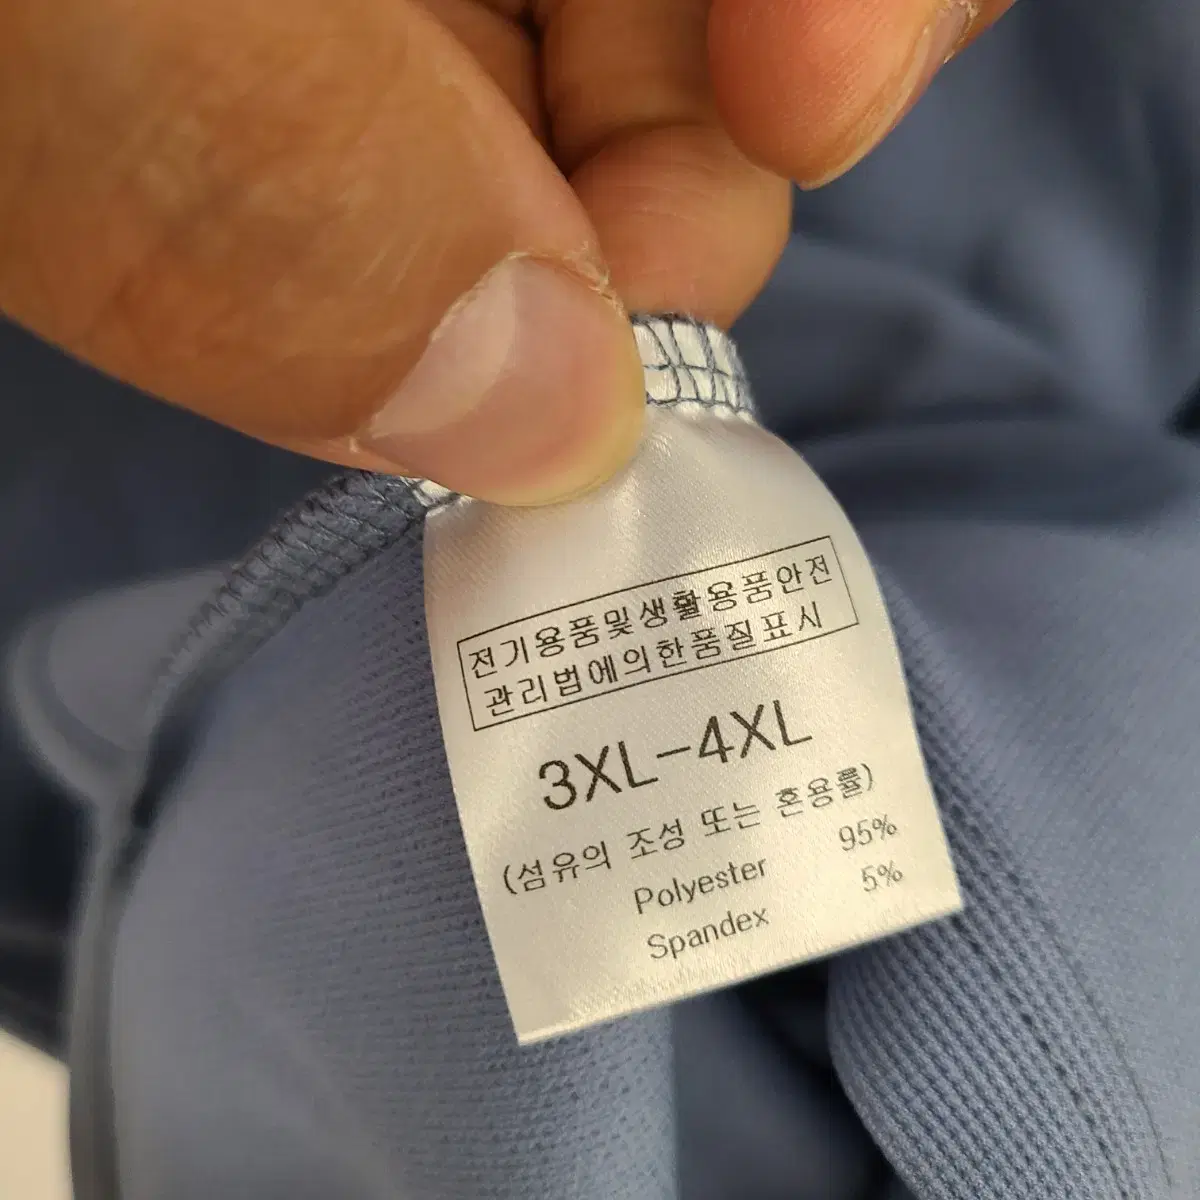 전기용품및생활용품안전
관리법에의한품질표시
3XL-4XL
(섬유의 조성 또는 혼용률)
Polyester 95%
Spandex 5%